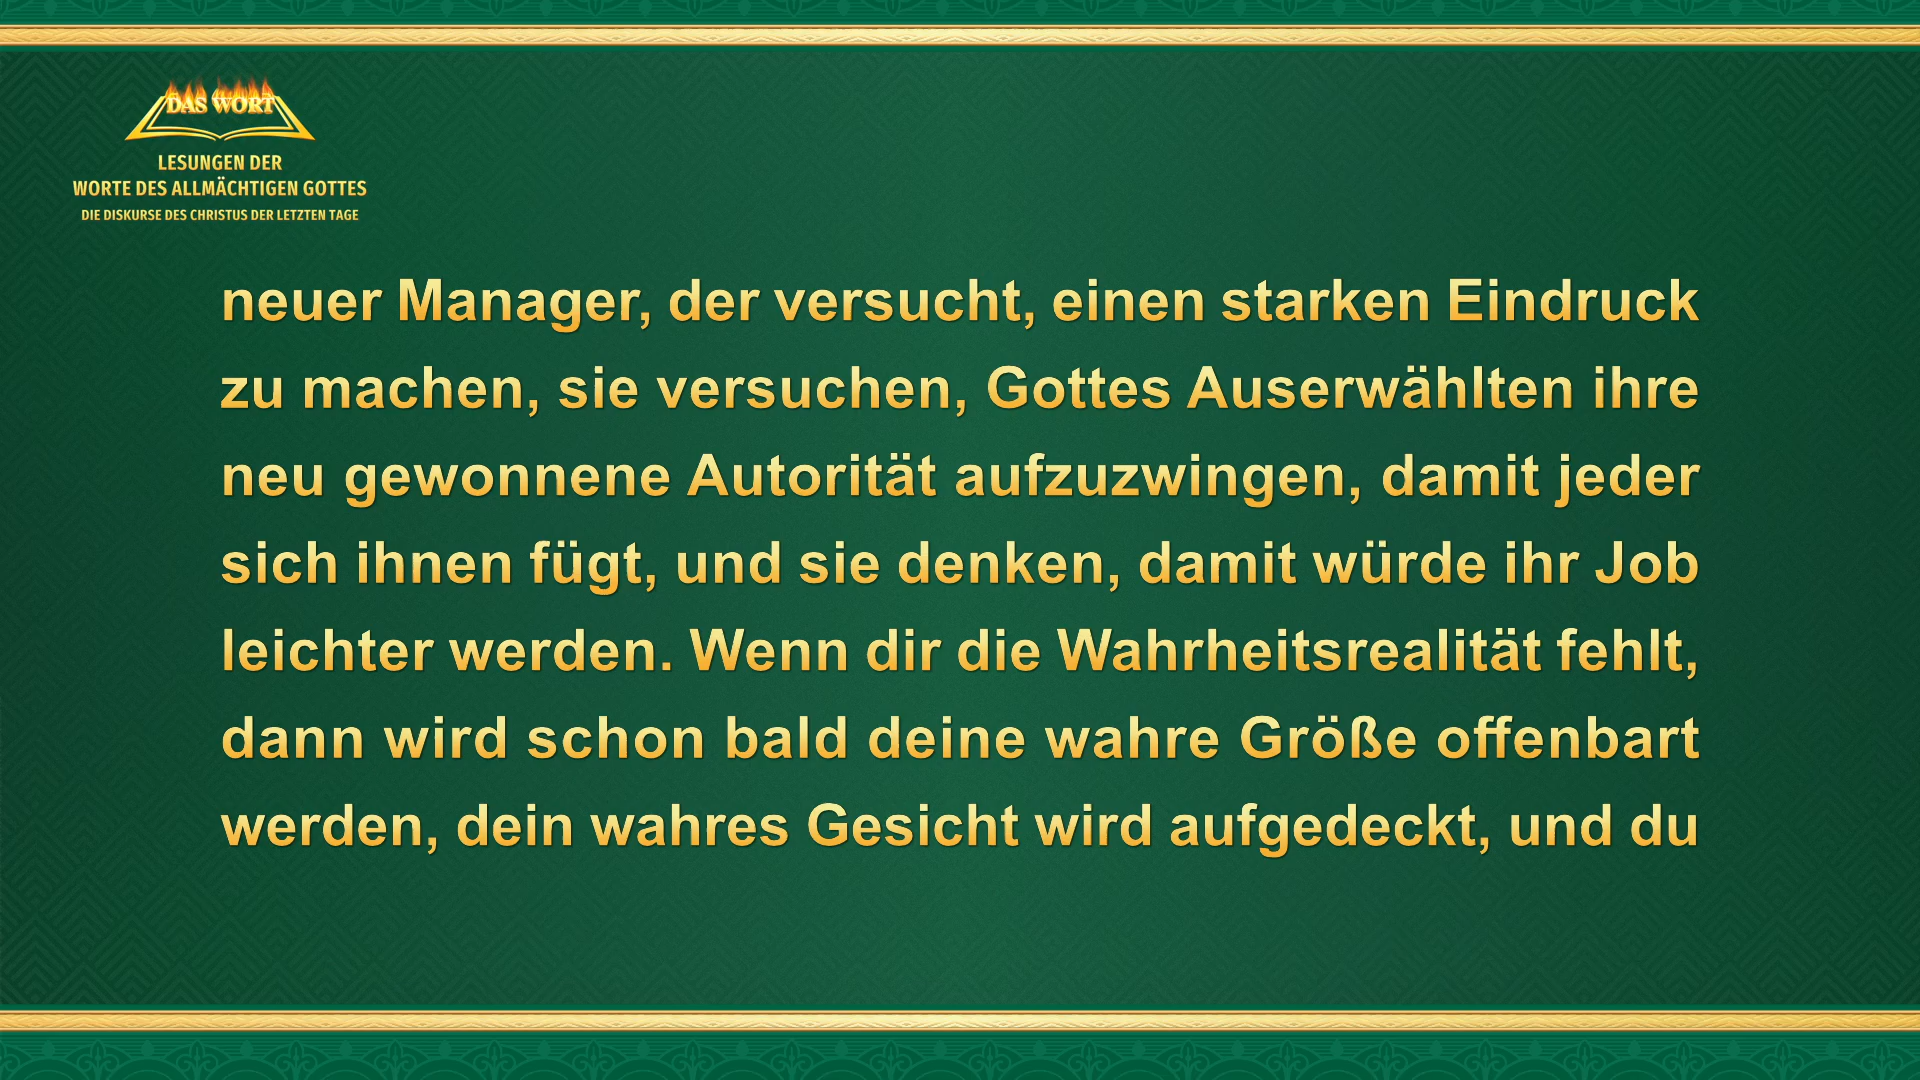 DAS WORT
LESUNGEN DER
WORTE DES ALLMÄCHTIGEN GOTTES
DIE DISKURSE DES CHRISTUS DER LETZTEN TAGE
neuer Manager, der versucht, einen starken Eindruck
zu machen, sie versuchen, Gottes Auserwählten ihre
neu gewonnene Autorität aufzuzwingen, damit jeder
sich ihnen fügt, und sie denken, damit würde ihr Job
leichter werden. Wenn dir die Wahrheitsrealität fehlt,
dann wird schon bald deine wahre Größe offenbart
werden, dein wahres Gesicht wird aufgedeckt, und du